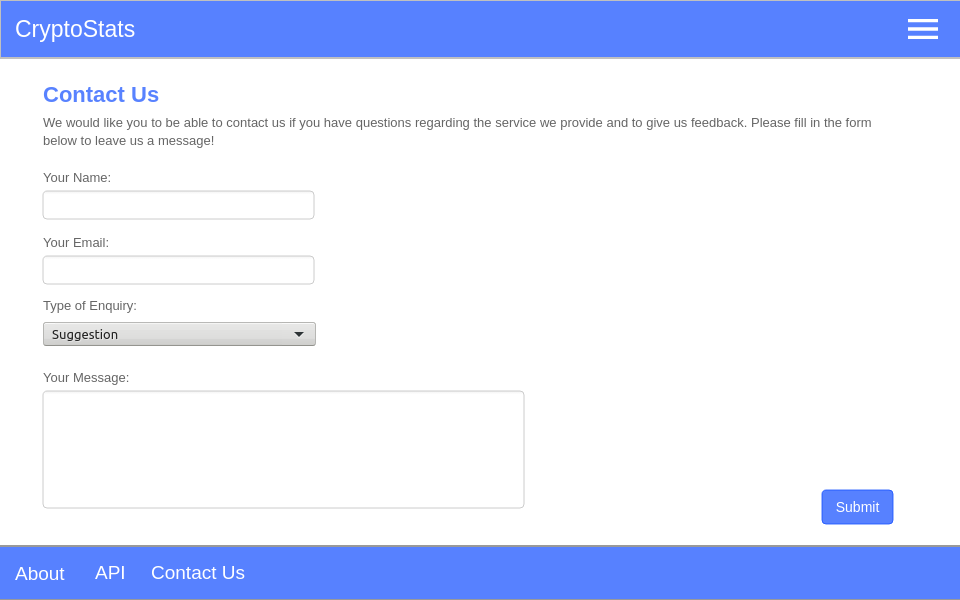 CryptoStats
Contact Us
We would like you to be able to contact us if you have questions regarding the service we provide and to give us feedback. Please fill in the form
below to leave us a message!
Your Name:
Your Email:
Type of Enquiry:
Suggestion
Your Message:
Submit
About API Contact Us